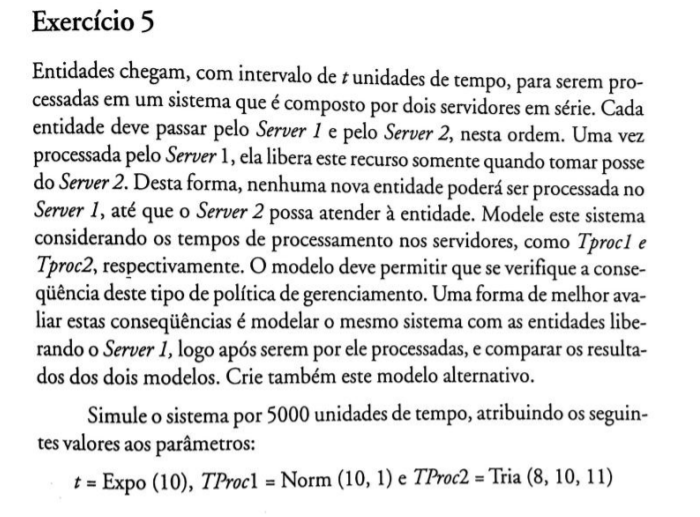 Exercício 5
Entidades chegam, com intervalo de t unidades de tempo, para serem pro-
cessadas em um sistema que é composto por dois servidores em série. Cada
entidade deve passar pelo Server 1 e pelo Server 2, nesta ordem. Uma vez
processada pelo Server 1, ela libera este recurso somente quando tomar posse
do Server 2. Desta forma, nenhuma nova entidade poderá ser processada no
Server 1, até que o Server 2 possa atender à entidade. Modele este sistema
considerando os tempos de processamento nos servidores, como Tproc1 e
Tproc2, respectivamente. O modelo deve permitir que se verifique a conse-
qüência deste tipo de política de gerenciamento. Uma forma de melhor ava-
liar estas conseqüências é modelar o mesmo sistema com as entidades libe-
rando o Server 1, logo após serem por ele processadas, e comparar os resulta-
dos dos dois modelos. Crie também este modelo alternativo.
Simule o sistema por 5000 unidades de tempo, atribuindo os seguin-
tes valores aos parâmetros:
t = Expo (10), TProc1 = Norm (10, 1) e TProc2 = Tria (8, 10, 11)